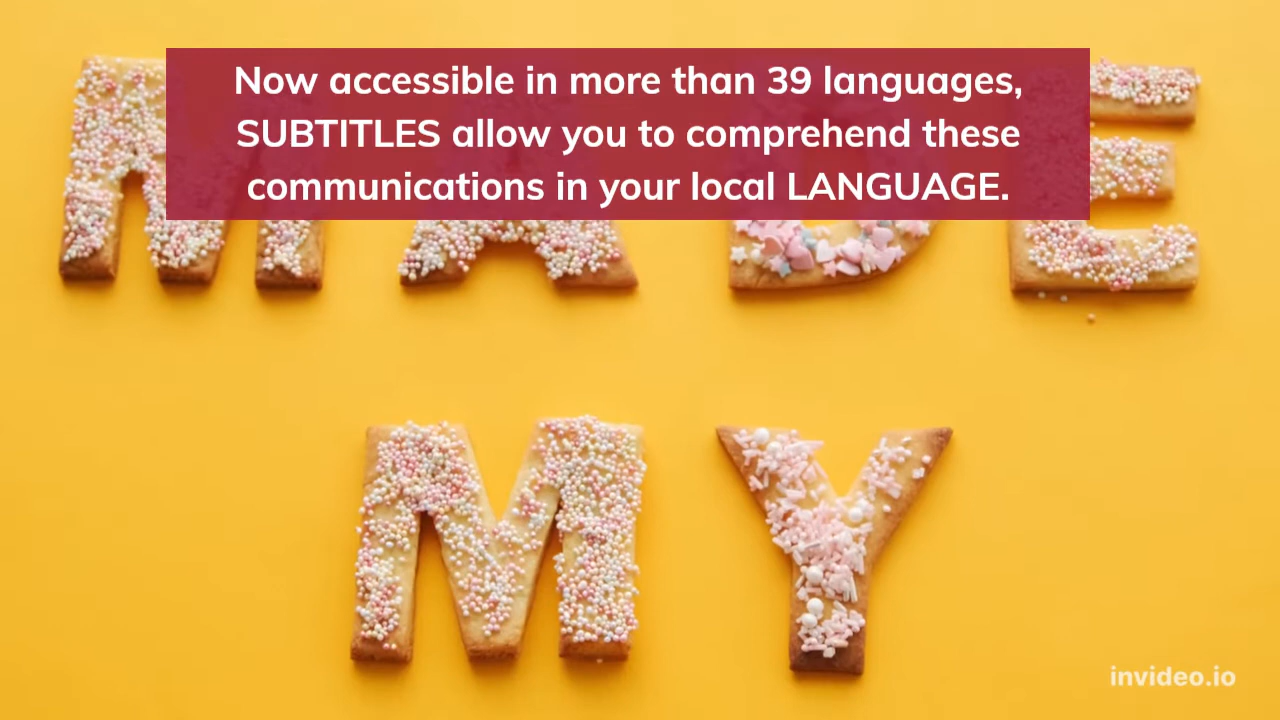 Now accessible in more than 39 languages,
SUBTITLES allow you to comprehend these
communications in your local LANGUAGE.
MADE
MY
invideo.io